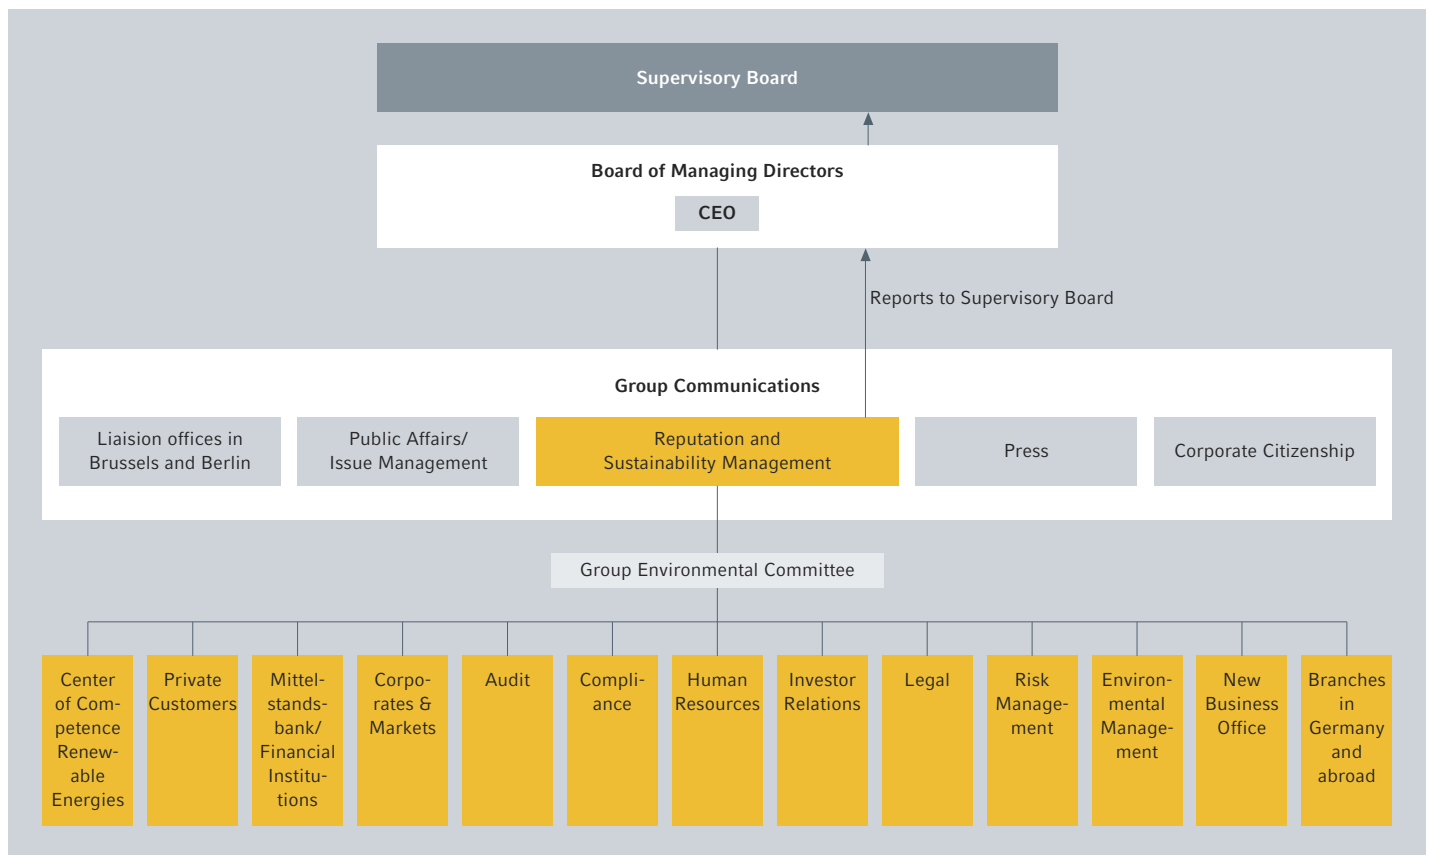 Supervisory Board
Board of Managing Directors
CEO
Reports to Supervisory Board
Group Communications
Liaision offices in
Brussels and Berlin
Public Affairs/
Issue Management
Reputation and
Sustainability Management
Press
Corporate Citizenship
Group Environmental Committee
Center
of Com-
petence
Renew-
able
Energies
Private
Customers
Mittel-
stands-
bank/
Financial
Institu-
tions
Corpo-
rates &
Markets
Audit
Compli-
ance
Human
Resources
Investor
Relations
Legal
Risk
Manage-
ment
Environ-
mental
Manage-
ment
New
Business
Office
Branches
in
Germany
and
abroad